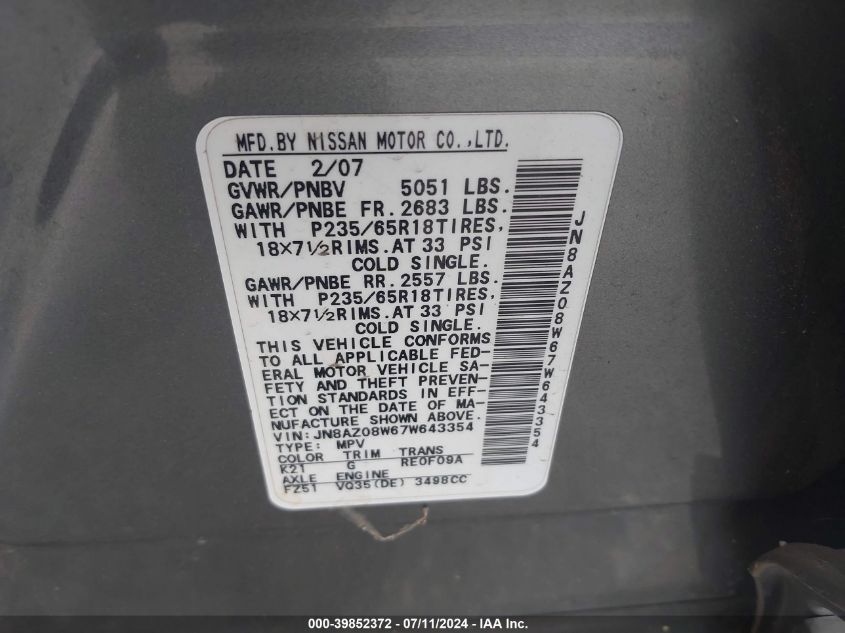 MFD.BY NISSAN MOTOR CO.,LTD.
DATE 2/07
GVWR/PNBV 5051 LBS.
GAWR/PNBE FR. 2683 LBS.
WITH P235/65R18TIRES,
18×7½RIMS.AT 33 PSI
COLD SINGLE.
GAWR/PNBE RR. 2557 LBS.
WITH P235/65R18TIRES,
18×7½RIMS.AT 33 PSI
COLD SINGLE.
THIS VEHICLE CONFORMS
TO ALL APPLICABLE FED-
ERAL MOTOR VEHICLE SA-
FETY AND THEFT PREVEN-
TION STANDARDS IN EFF-
ECT ON THE DATE OF MA-
NUFACTURE SHOWN ABOVE.
VIN: JN8AZ08W67W643354
TYPE: MPV
COLOR TRIM TRANS
K21 G RE0F09A
AXLE ENGINE
FZ51 VQ35(DE) 3498CC
JN8AZ08W67W643354
000-39852372 - 07/11/2024 - IAA Inc.